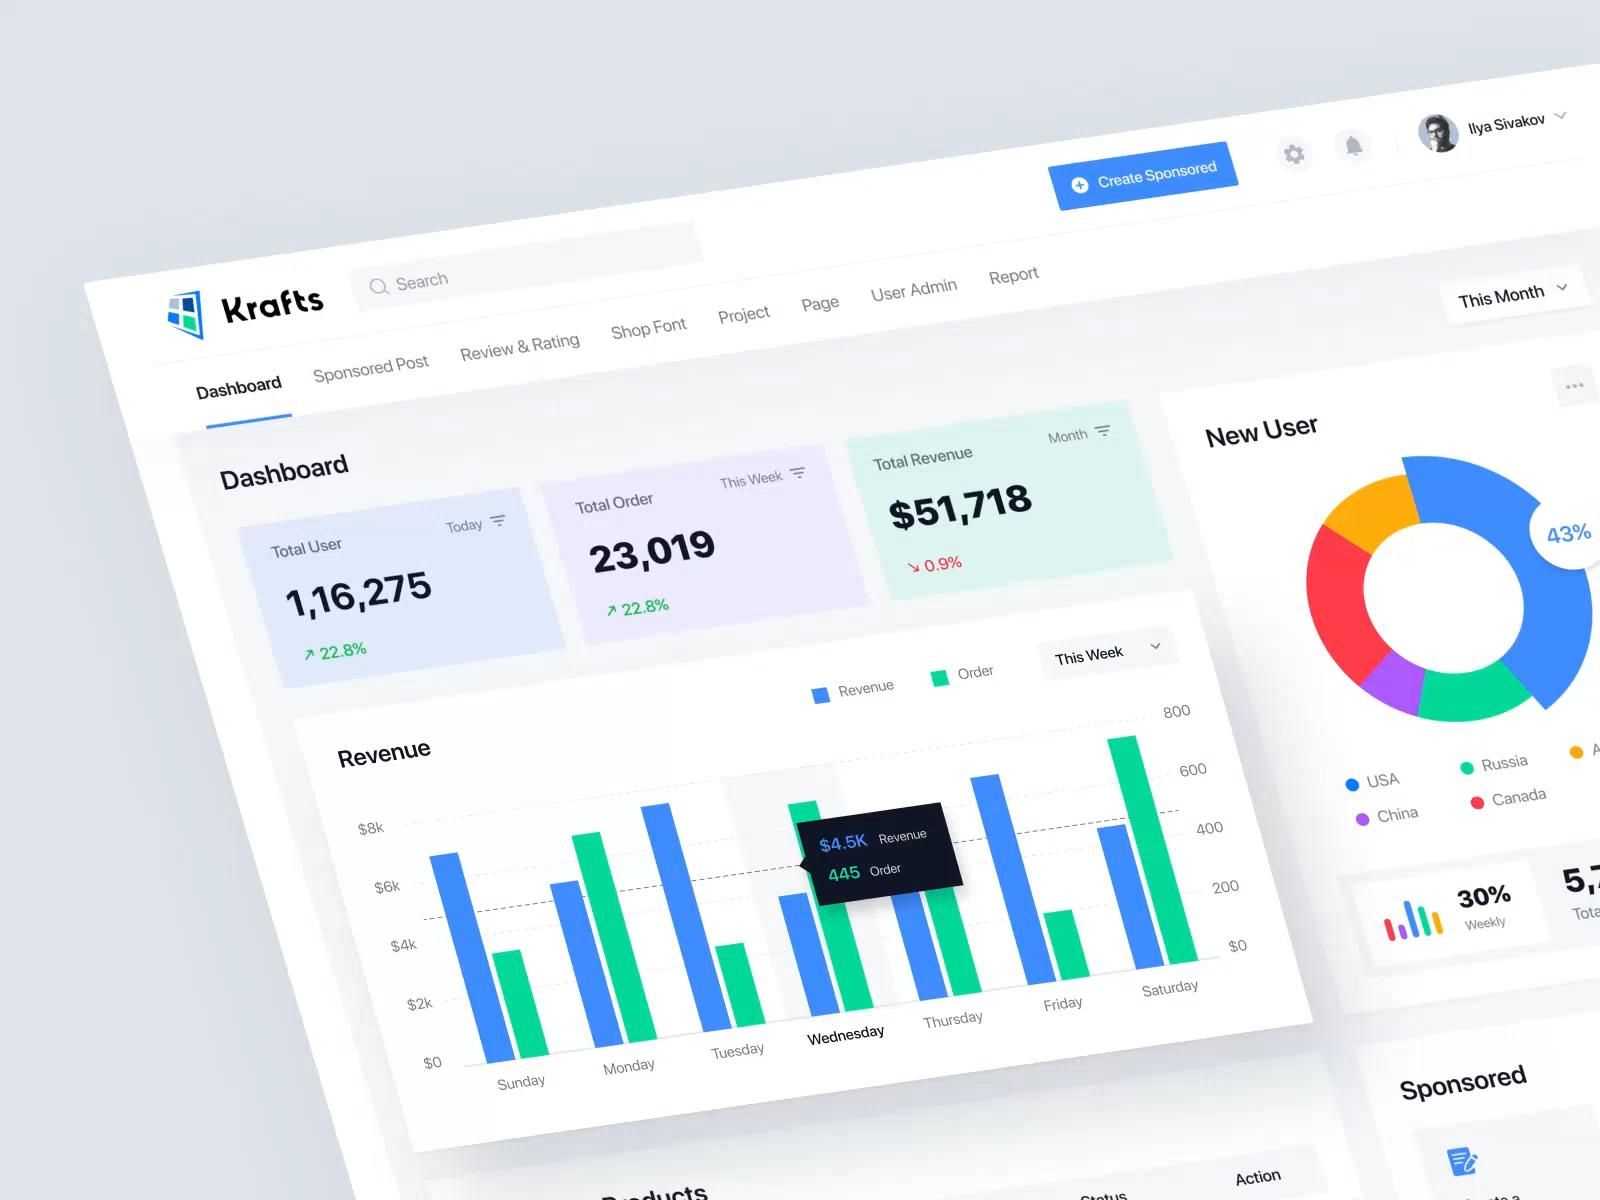 Krafts
Search
Create Sponsored
Ilya Sivakov
Dashboard
Sponsored Post
Review & Rating
Shop Font
Project
Page
User Admin
Report
Dashboard
This Month
Total User
Today
1,16,275
22.8%
Total Order
This Week
23,019
22.8%
Total Revenue
Month
$51,718
0.9%
New User
43%
USA
Russia
China
Canada
30%
Weekly
Revenue
Revenue
Order
This Week
$8k
$6k
$4k
$2k
$0
800
600
400
200
$0
$4.5K Revenue
445 Order
Sunday
Monday
Tuesday
Wednesday
Thursday
Friday
Saturday
Sponsored
Products
Status
Action